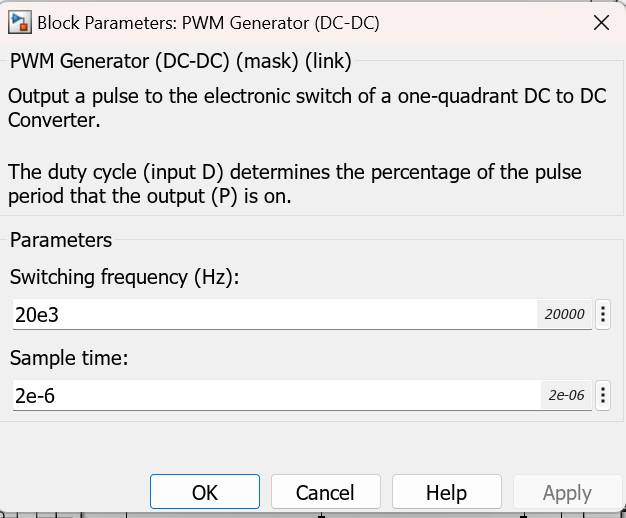 Block Parameters: PWM Generator (DC-DC)
PWM Generator (DC-DC) (mask) (link)
Output a pulse to the electronic switch of a one-quadrant DC to DC
Converter.
The duty cycle (input D) determines the percentage of the pulse
period that the output (P) is on.
Parameters
Switching frequency (Hz):
20e3 20000
Sample time:
2e-6 2e-06
OK Cancel Help Apply